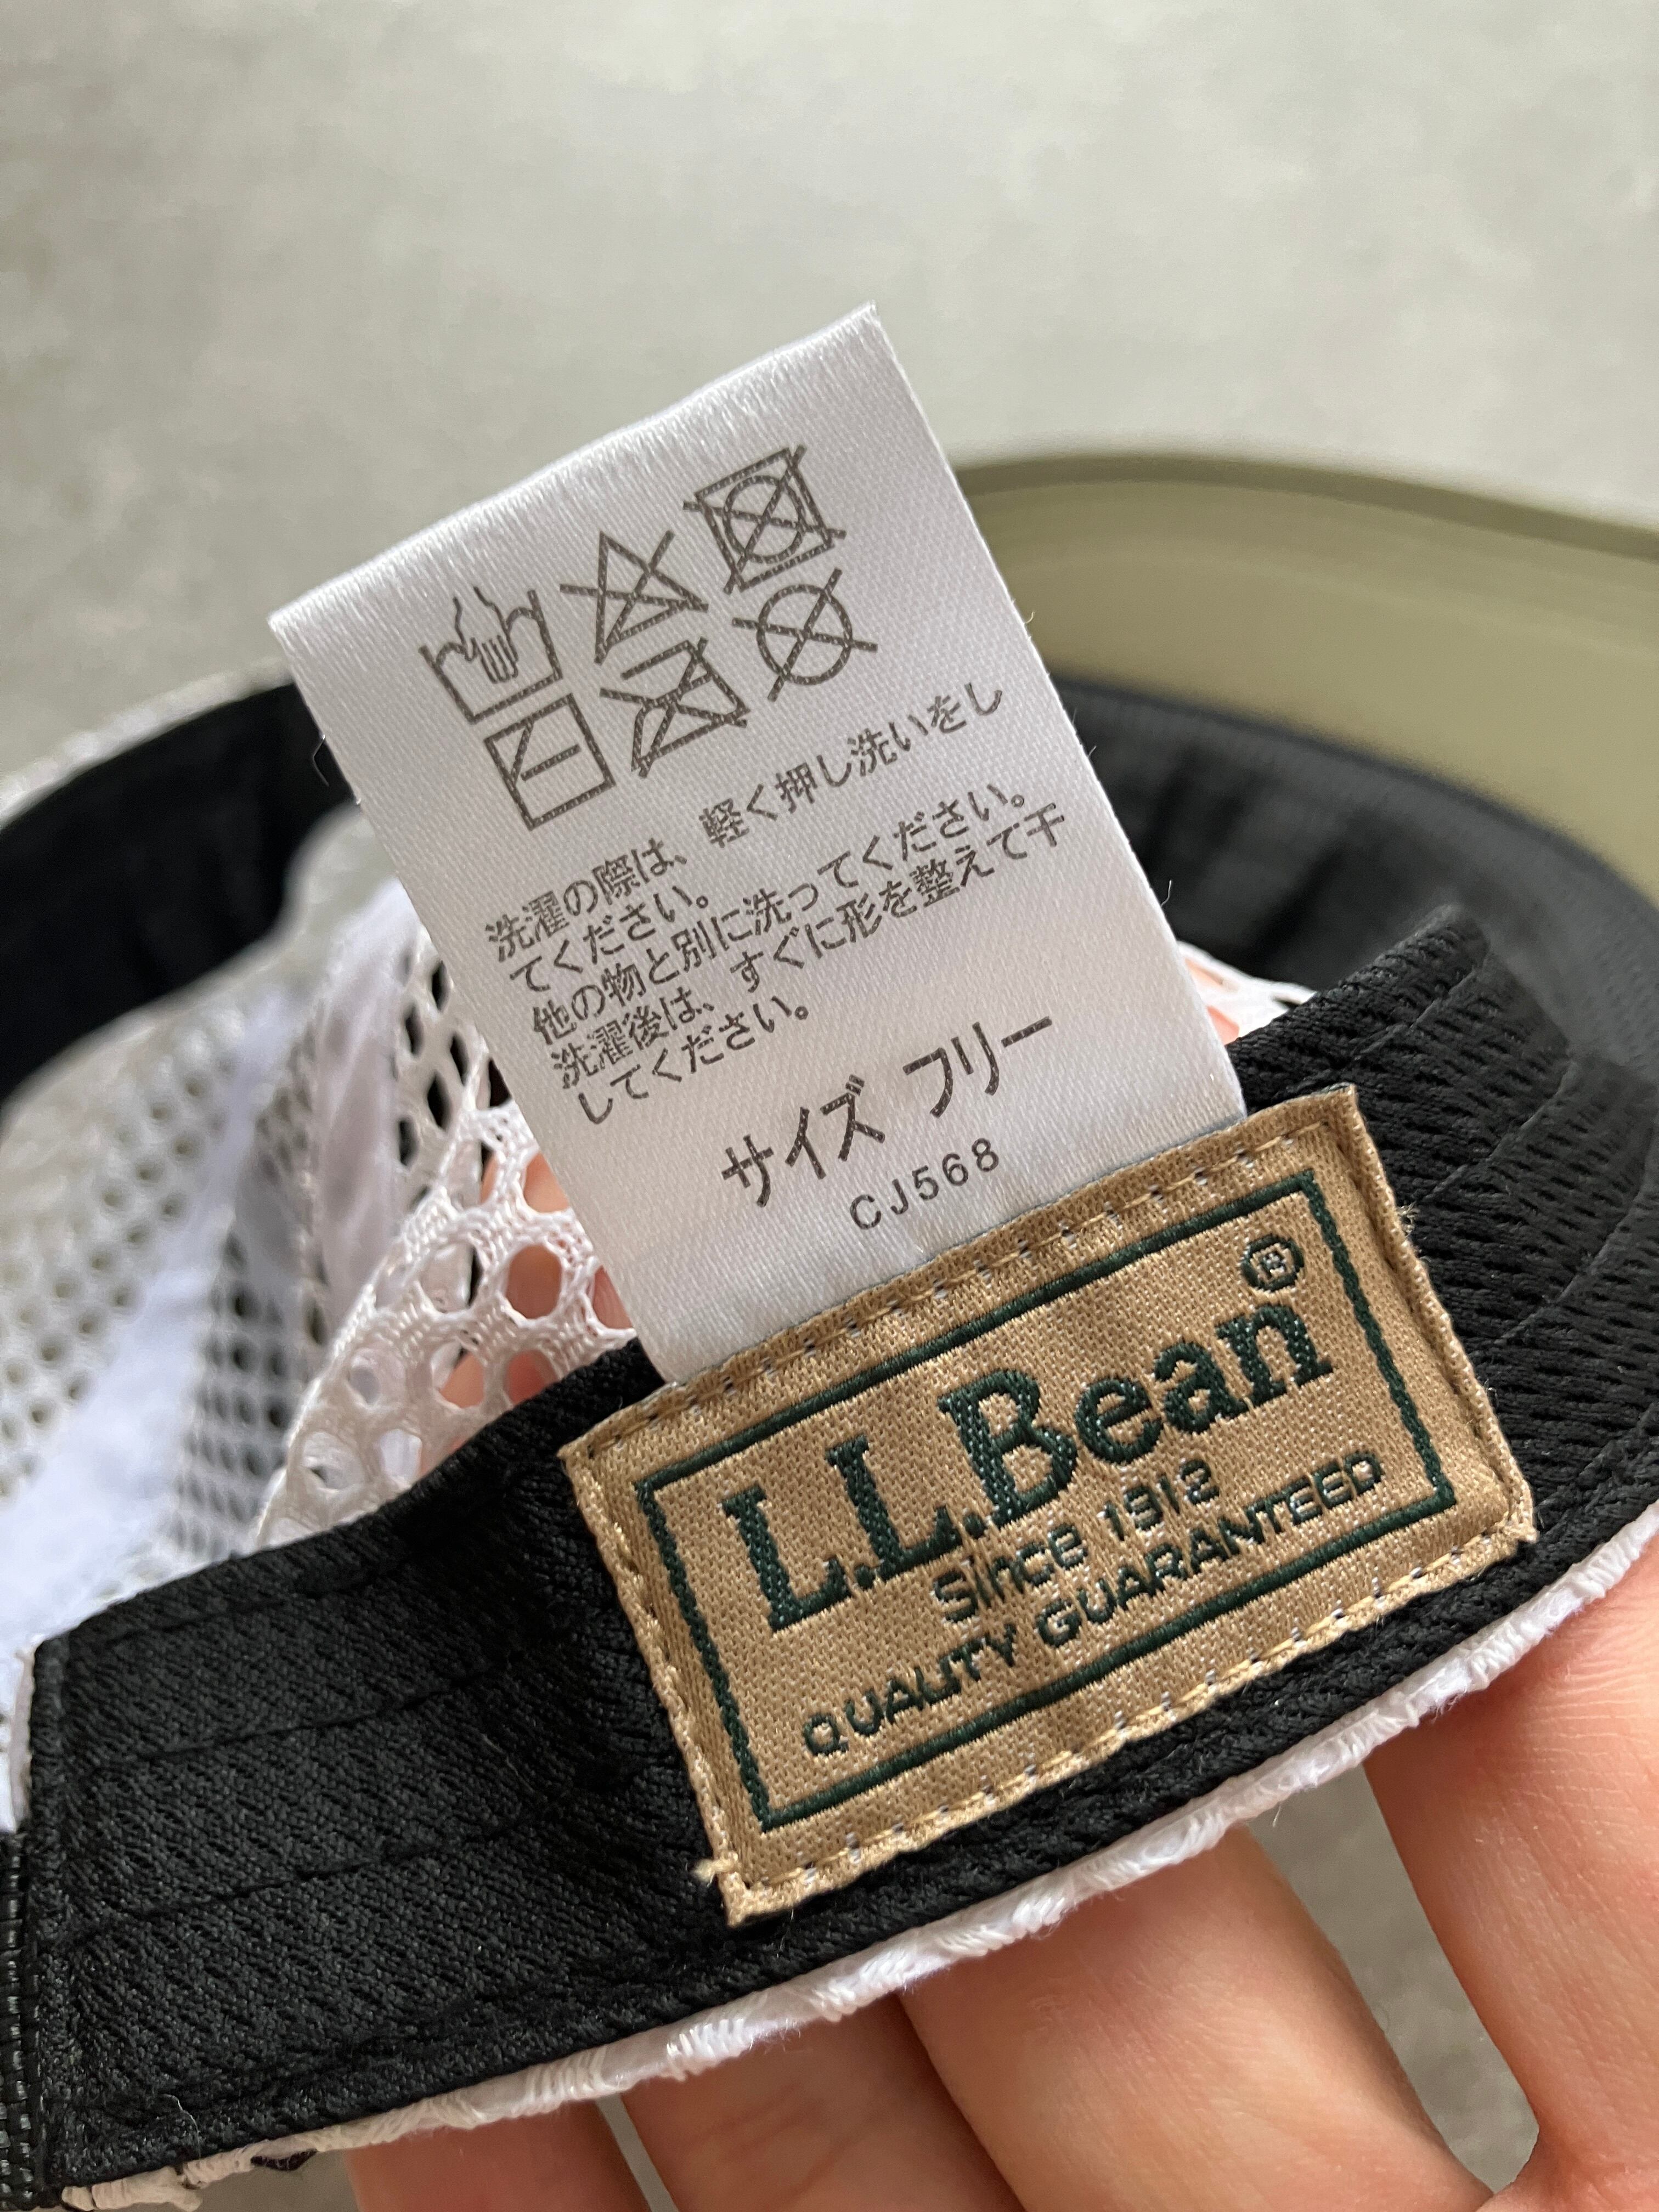 洗濯の際は、軽く押し洗いをし
てください。
他の物と別に洗ってください。
洗濯後は、すぐに形を整えて干
してください。
サイズ フリー
CJ568
L.L.Bean®
Since 1912
QUALITY GUARANTEED